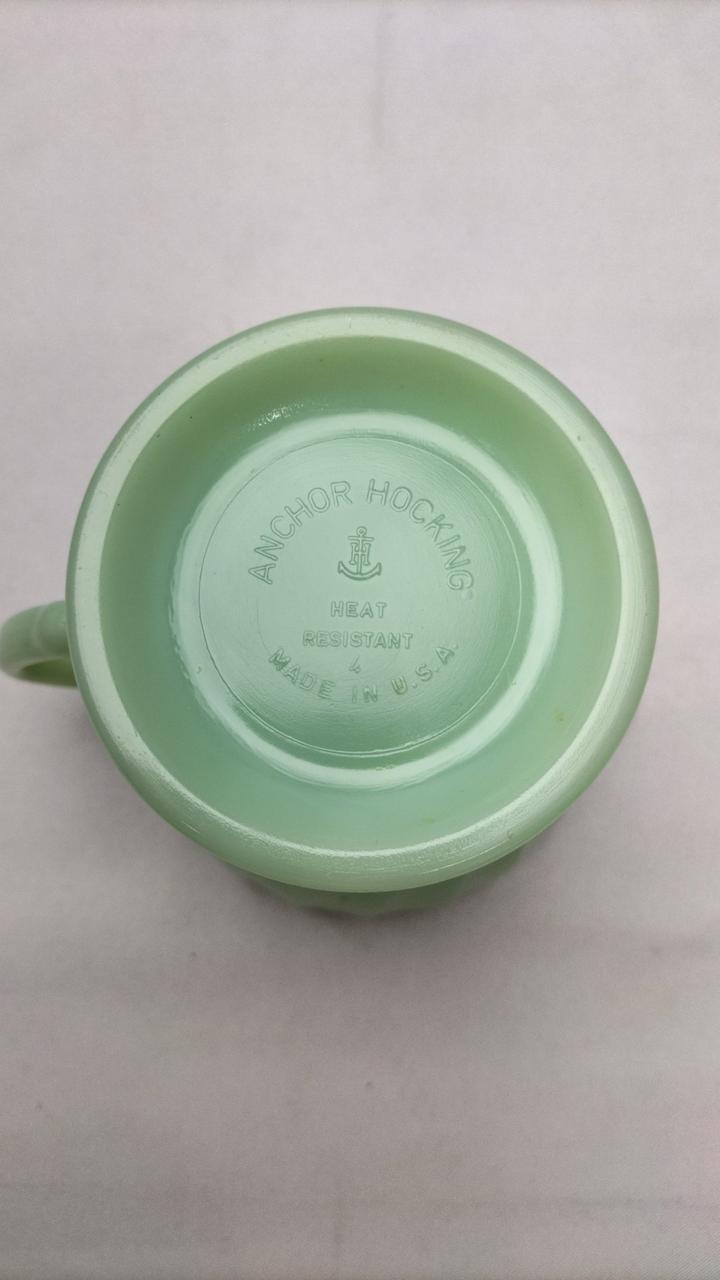 ANCHOR HOCKING®
H
HEAT
RESISTANT
4
MADE IN U.S.A.